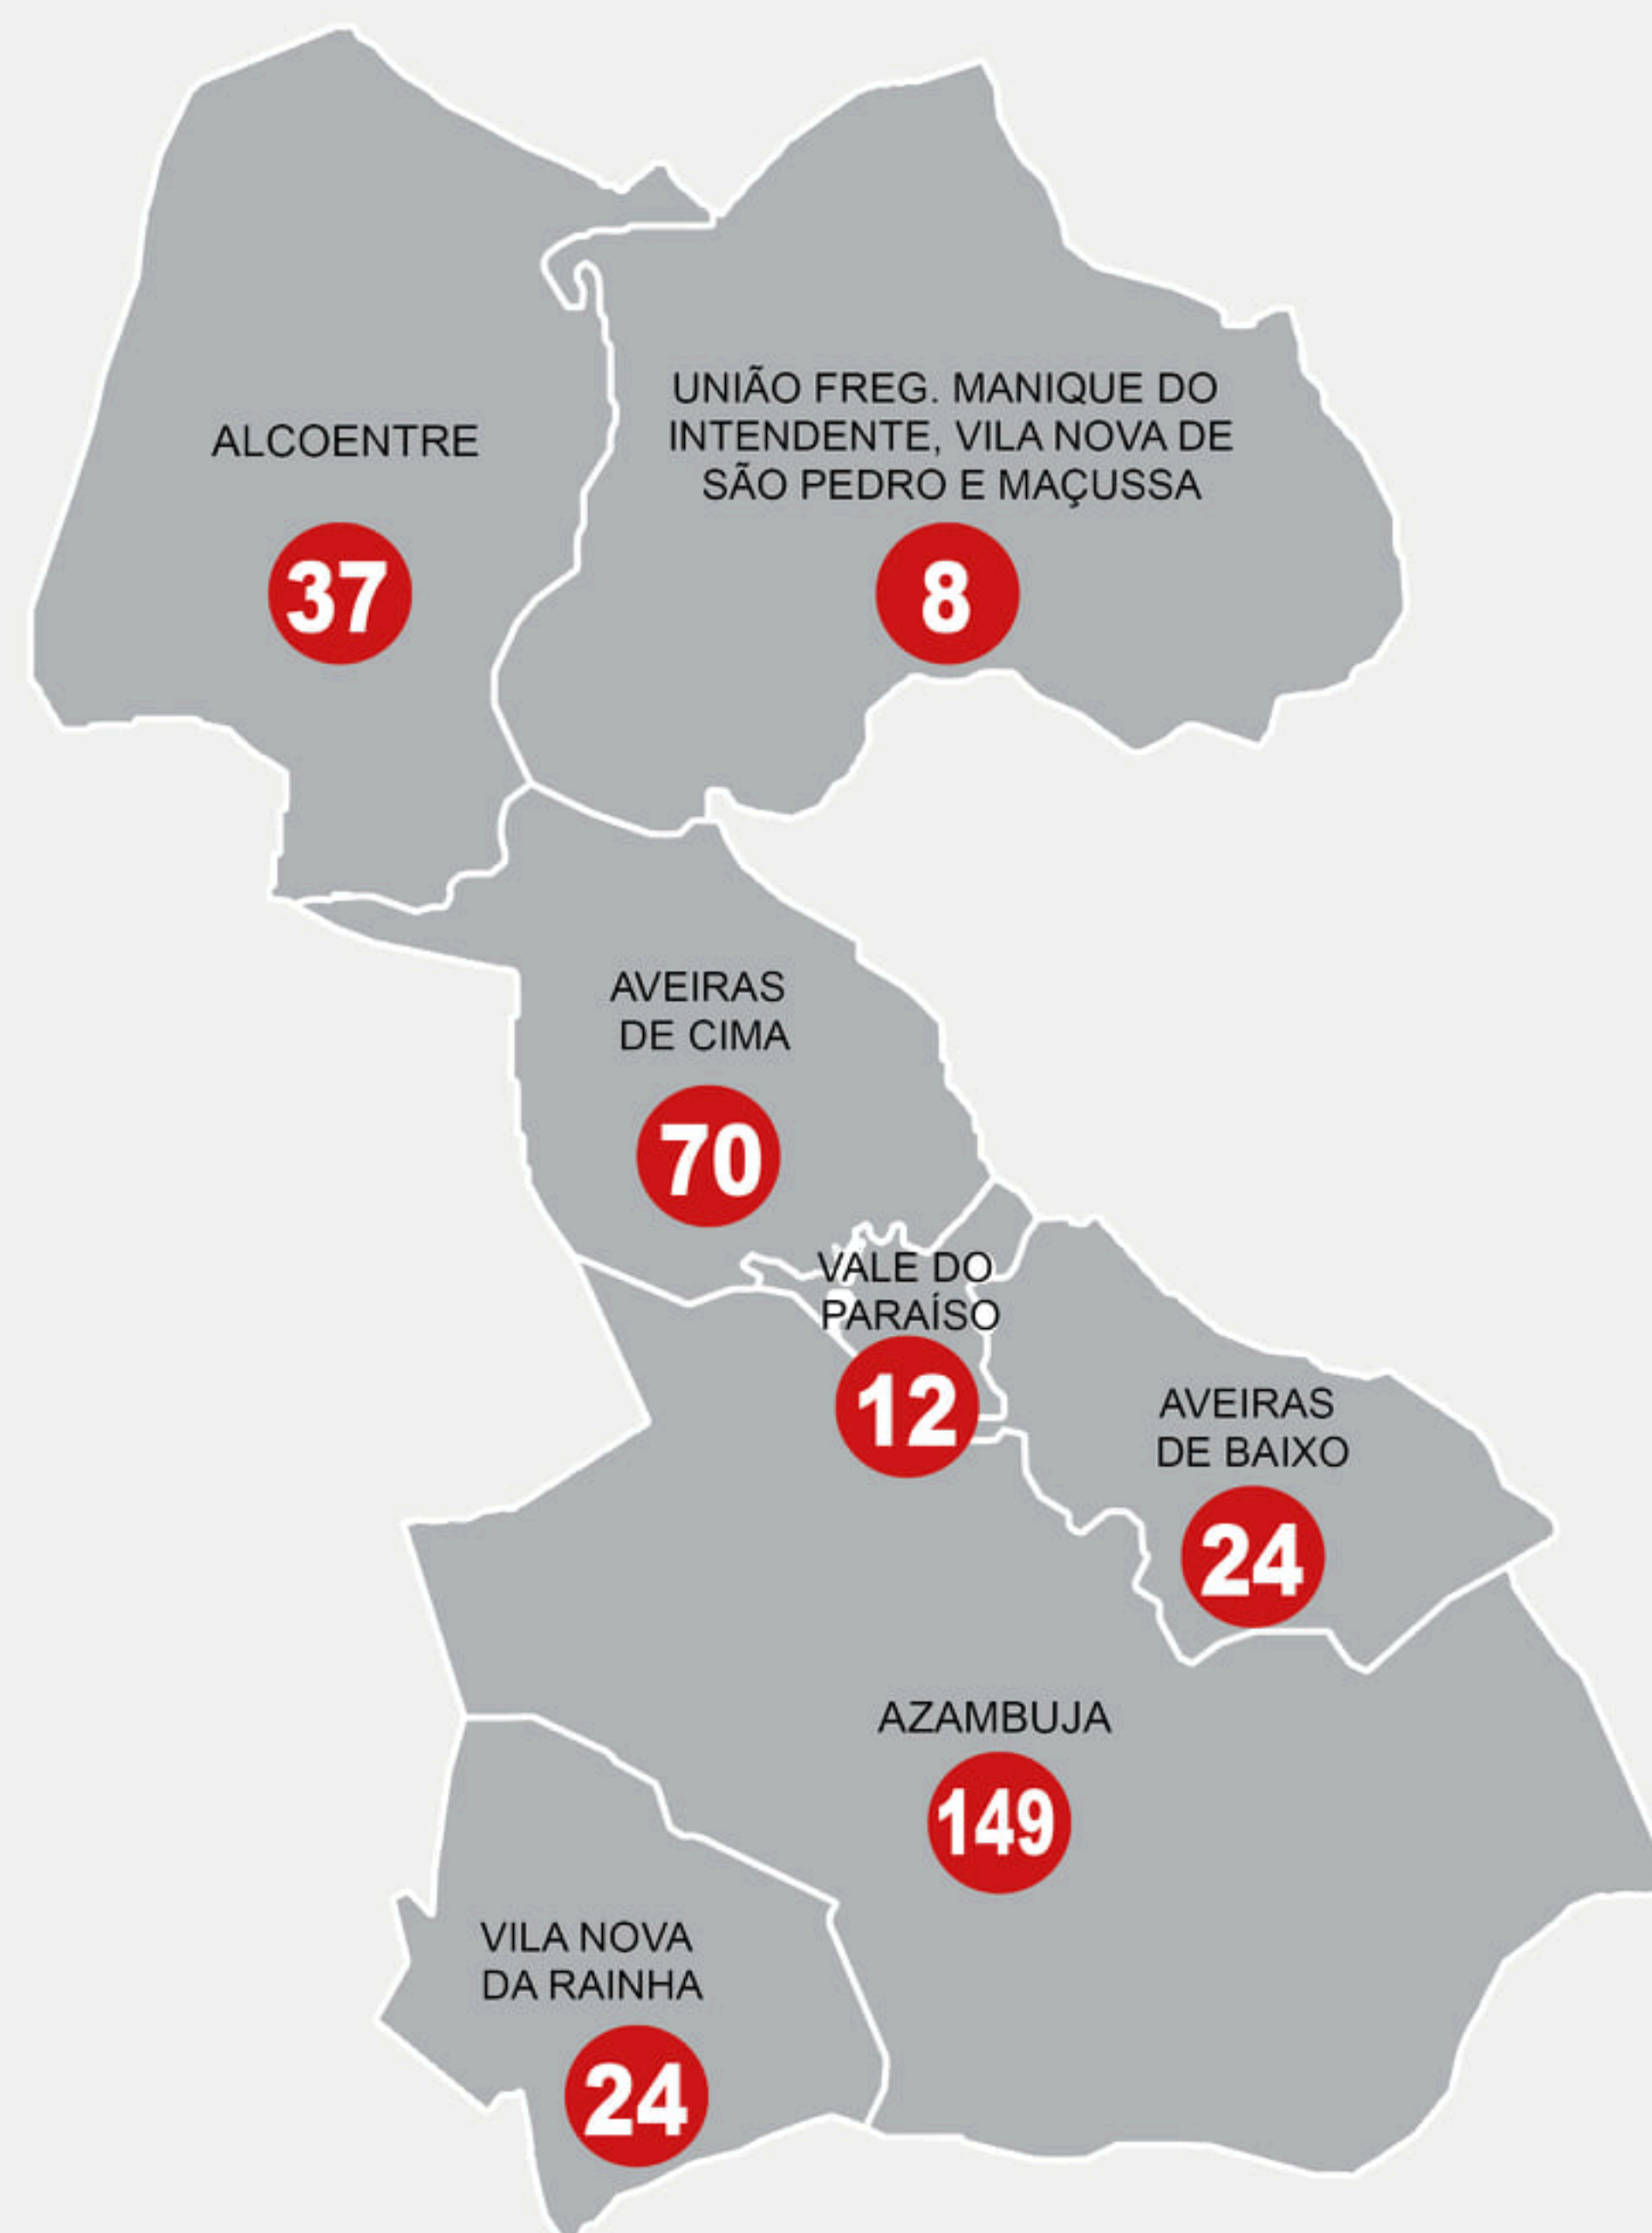 ALCOENTRE
37
UNIÃO FREG. MANIQUE DO
INTENDENTE, VILA NOVA DE
SÃO PEDRO E MAÇUSSA
8
AVEIRAS
DE CIMA
70
VALE DO
PARAÍSO
12
AVEIRAS
DE BAIXO
24
AZAMBUJA
149
VILA NOVA
DA RAINHA
24